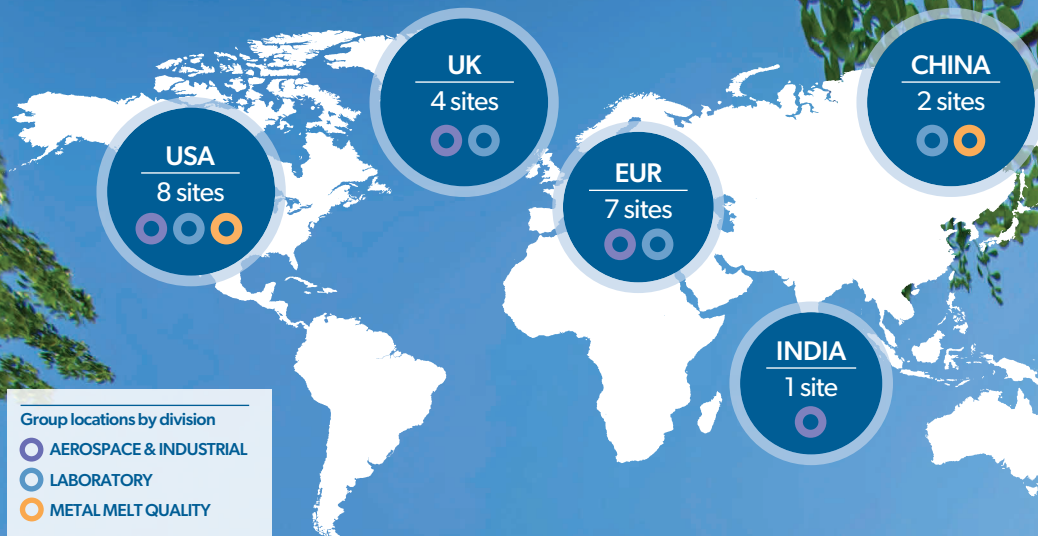 UK
4 sites
CHINA
2 sites
USA
8 sites
EUR
7 sites
INDIA
1 site
Group locations by division
AEROSPACE & INDUSTRIAL
LABORATORY
METAL MELT QUALITY